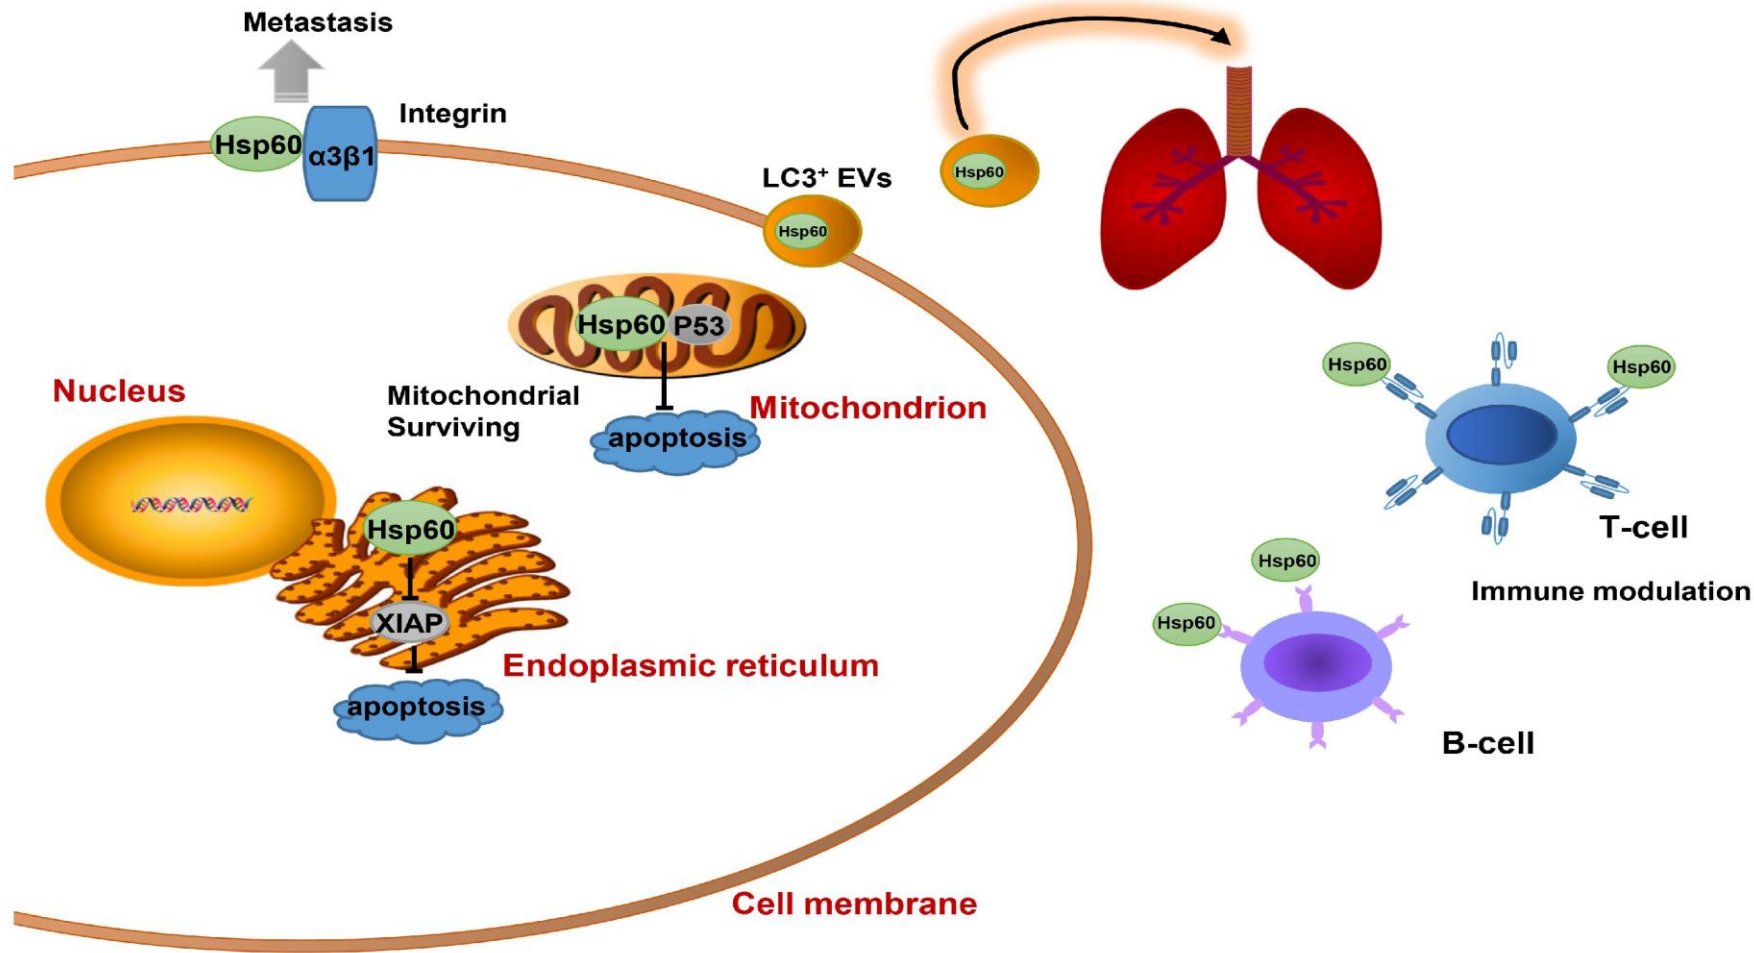 Metastasis
Integrin
Hsp60
α3β1
LC3⁺ EVs
Hsp60
Hsp60
Hsp60
P53
Mitochondrial
Surviving
Mitochondrion
apoptosis
Nucleus
Hsp60
XIAP
Endoplasmic reticulum
apoptosis
Cell membrane
Hsp60
Hsp60
T-cell
Immune modulation
Hsp60
Hsp60
B-cell